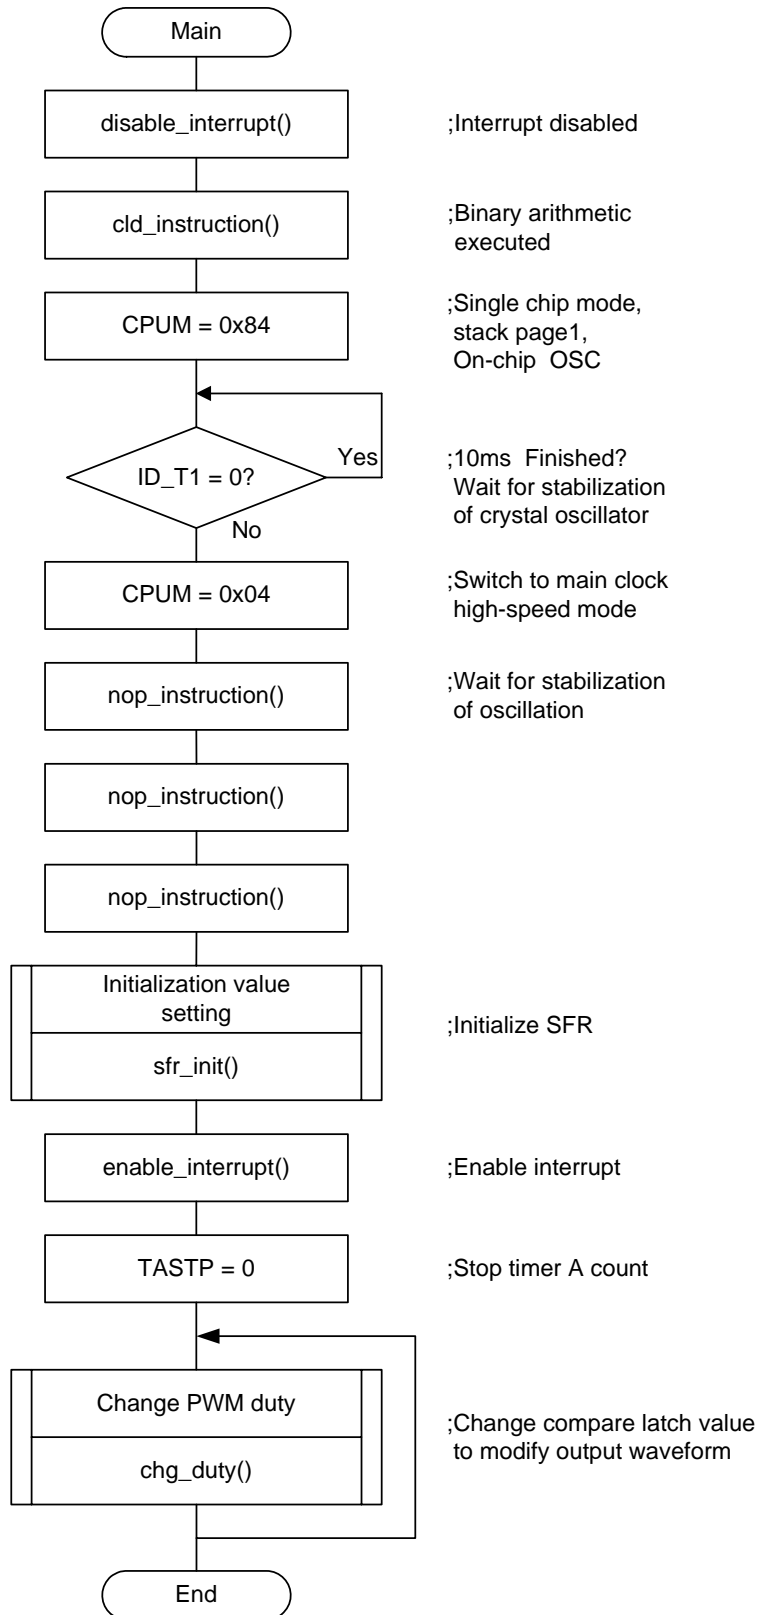 Main
disable_interrupt()
;Interrupt disabled
cld_instruction()
;Binary arithmetic
executed
CPUM = 0x84
;Single chip mode,
stack page1,
On-chip OSC
ID_T1 = 0?
Yes
No
;10ms Finished?
Wait for stabilization
of crystal oscillator
CPUM = 0x04
;Switch to main clock
high-speed mode
nop_instruction()
;Wait for stabilization
of oscillation
nop_instruction()
nop_instruction()
Initialization value
setting
sfr_init()
;Initialize SFR
enable_interrupt()
;Enable interrupt
TASTP = 0
;Stop timer A count
Change PWM duty
chg_duty()
;Change compare latch value
to modify output waveform
End